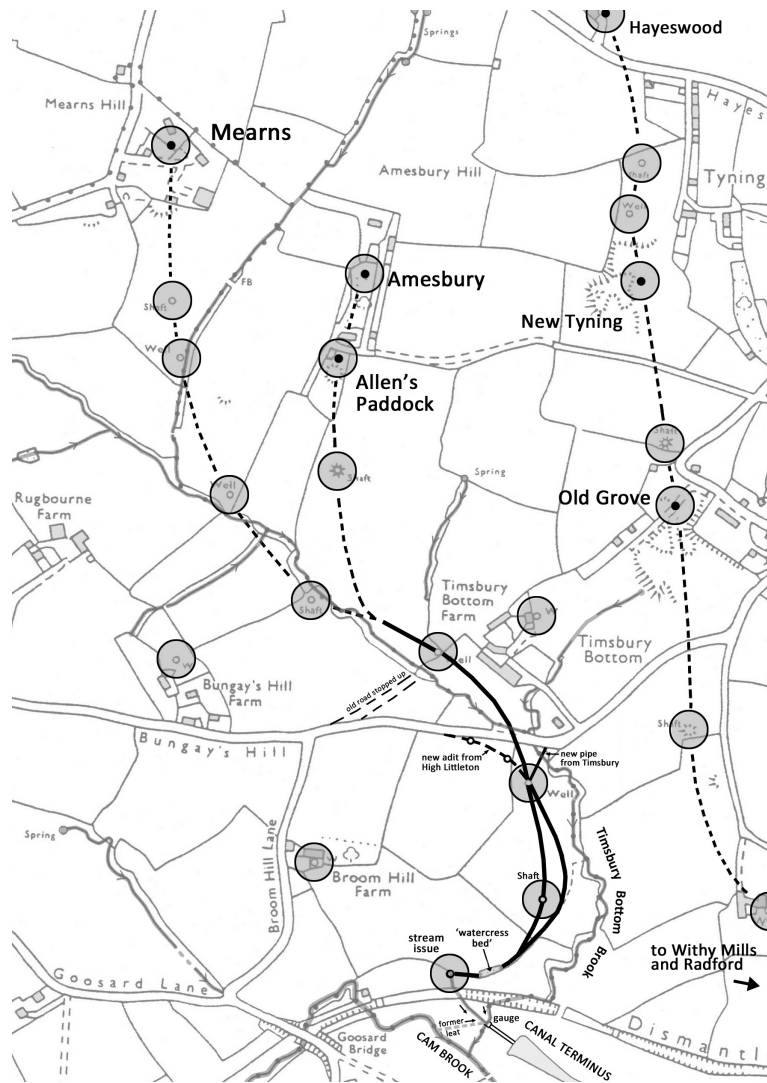 Hayeswood
Springs
Mearns Hill
Mearns
Hayes
Amesbury Hill
Shaft
Tyning
Well
FB
Amesbury
Shaft
New Tyning
Well
Allen's
Paddock
Shaft
Shaft
Spring
Well
Rugbourne
Farm
Old Grove
Timsbury
Bottom
Farm
Shaft
W
Timsbury
Bottom
W
Well
Bungay's Hill
Farm
old road stopped up
Shaft
Bungay's Hill
new adit from
High Littleton
new pipe
from Timsbury
Well
Spring
Broom Hill Lane
W
Broom Hill
Farm
Shaft
Timsbury Bottom
Brook
'watercress
bed'
stream
issue
to Withy Mills
and Radford
Goosard Lane
gauge
former
leat
CANAL TERMINUS
Dismantl
Goosard
Bridge
CAM BROOK